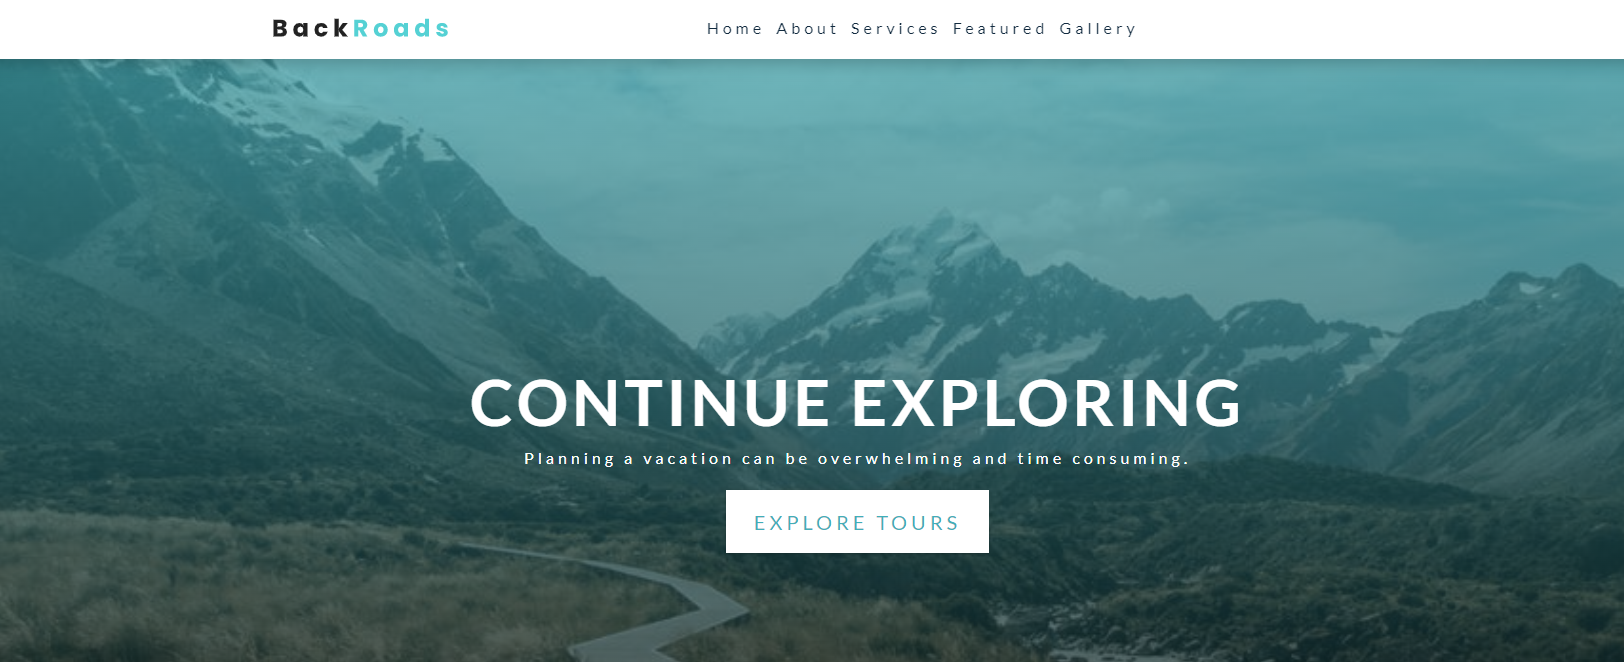 BackRoads
Home About Services Featured Gallery
CONTINUE EXPLORING
Planning a vacation can be overwhelming and time consuming.
EXPLORE TOURS